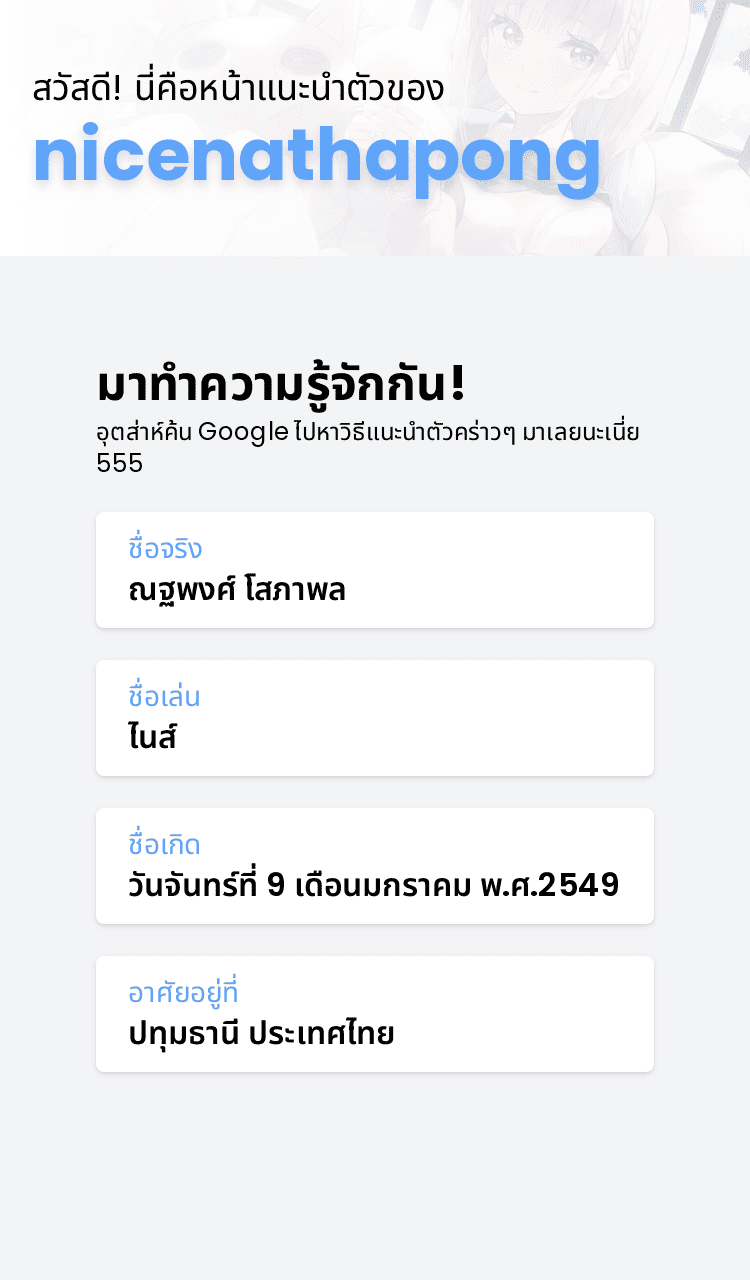 สวัสดี! นี่คือหน้าแนะนำตัวของ
nicenathapong
มาทำความรู้จักกัน!
อุตส่าห์ค้น Google ไปหาวิธีแนะนำตัวคร่าวๆ มาเลยนะเนี่ย
555
ชื่อจริง
ณฐพงศ์ โสภาพล
ชื่อเล่น
ไนส์
ชื่อเกิด
วันจันทร์ที่ 9 เดือนมกราคม พ.ศ.2549
อาศัยอยู่ที่
ปทุมธานี ประเทศไทย